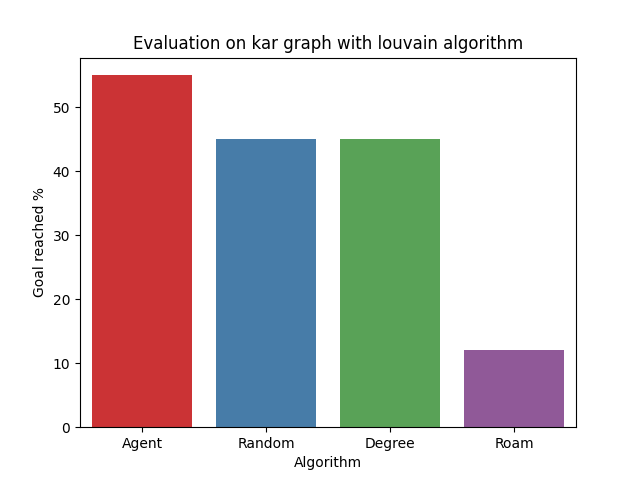 Evaluation on kar graph with louvain algorithm
Goal reached %
50
40
30
20
10
0
Agent Random Degree Roam
Algorithm